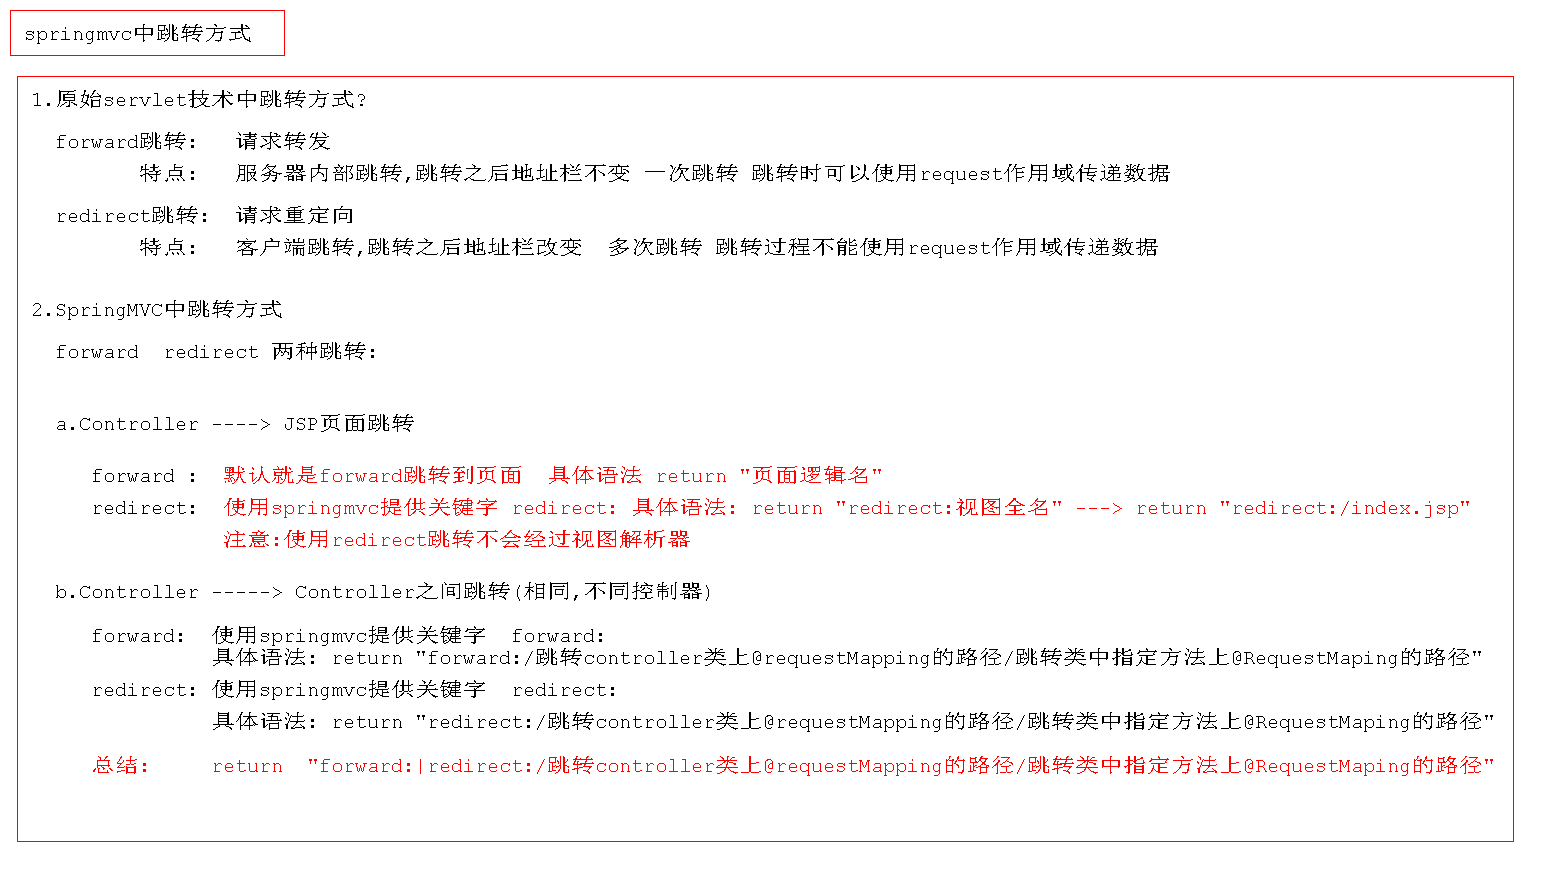 springmvc中跳转方式
1.原始servlet技术中跳转方式?
forward跳转: 请求转发
特点: 服务器内部跳转,跳转之后地址栏不变 一次跳转 跳转时可以使用request作用域传递数据
redirect跳转: 请求重定向
特点: 客户端跳转,跳转之后地址栏改变 多次跳转 跳转过程不能使用request作用域传递数据
2.SpringMVC中跳转方式
forward redirect 两种跳转:
a.Controller ----> JSP页面跳转
forward : 默认就是forward跳转到页面 具体语法 return "页面逻辑名"
redirect: 使用springmvc提供关键字 redirect: 具体语法: return "redirect:视图全名" ---> return "redirect:/index.jsp"
注意:使用redirect跳转不会经过视图解析器
b.Controller -----> Controller之间跳转(相同,不同控制器)
forward: 使用springmvc提供关键字 forward:
具体语法: return "forward:/跳转controller类上@requestMapping的路径/跳转类中指定方法上@RequestMaping的路径"
redirect: 使用springmvc提供关键字 redirect:
具体语法: return "redirect:/跳转controller类上@requestMapping的路径/跳转类中指定方法上@RequestMaping的路径"
总结: return "forward:|redirect:/跳转controller类上@requestMapping的路径/跳转类中指定方法上@RequestMaping的路径"